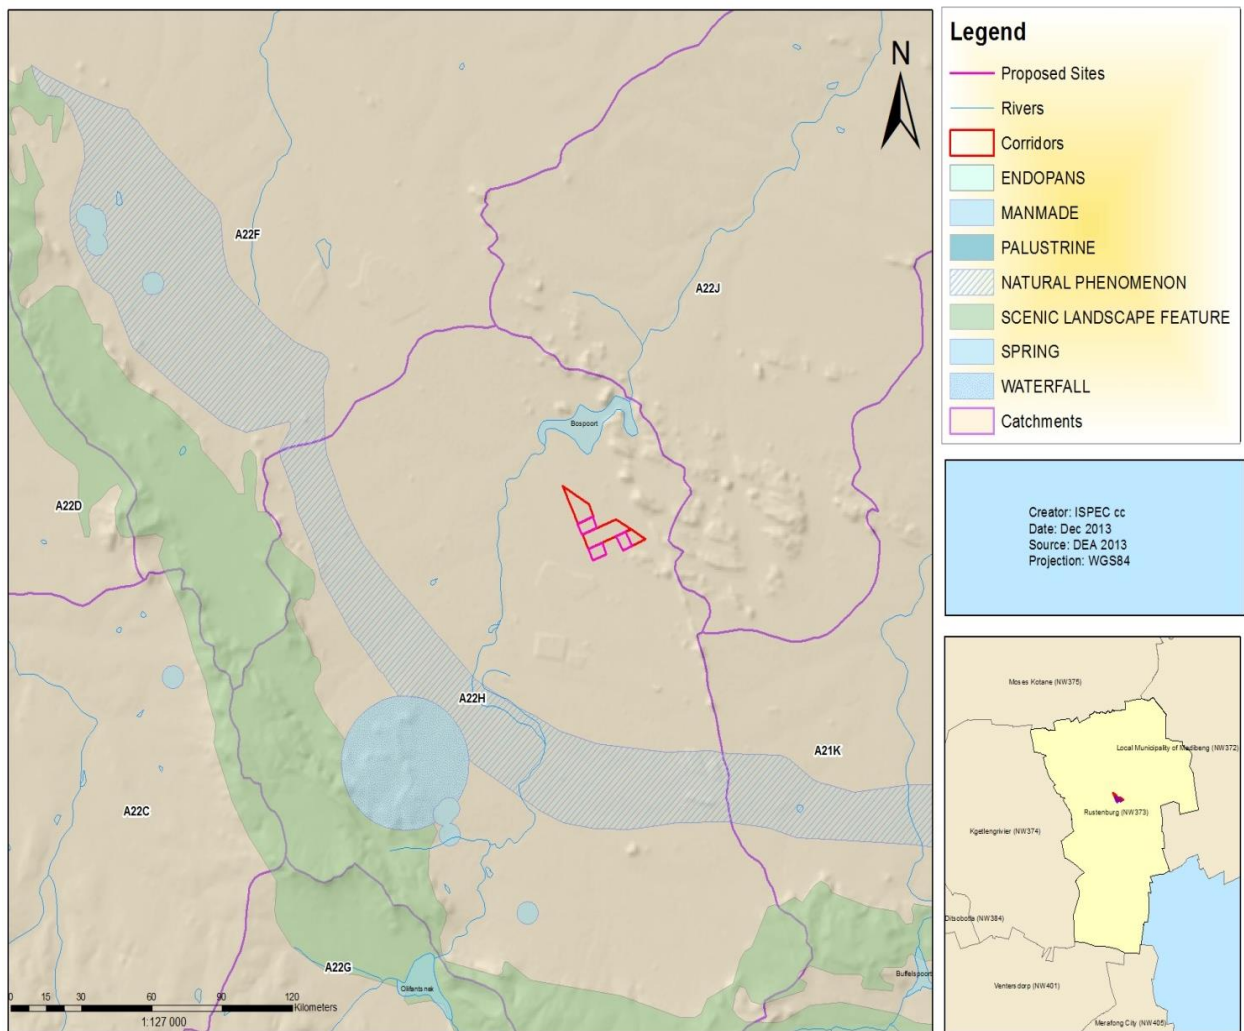 N
A22F
A22J
Bospoort
A22D
A22H
A21K
A22C
A22G
Olifants nek
Buffelspoort
0 15 30 60 90 120
Kilometers
1:127 000
Legend
Proposed Sites
Rivers
Corridors
ENDOPANS
MANMADE
PALUSTRINE
NATURAL PHENOMENON
SCENIC LANDSCAPE FEATURE
SPRING
WATERFALL
Catchments
Creator: ISPEC cc
Date: Dec 2013
Source: DEA 2013
Projection: WGS84
Moses Kotane (NW375)
Local Municipality of Madibeng (NW372)
Rustenburg (NW373)
Kgetlengrivier (NW374)
Ditsobotla (NW384)
Ventersdorp (NW401)
Merafong City (NW405)